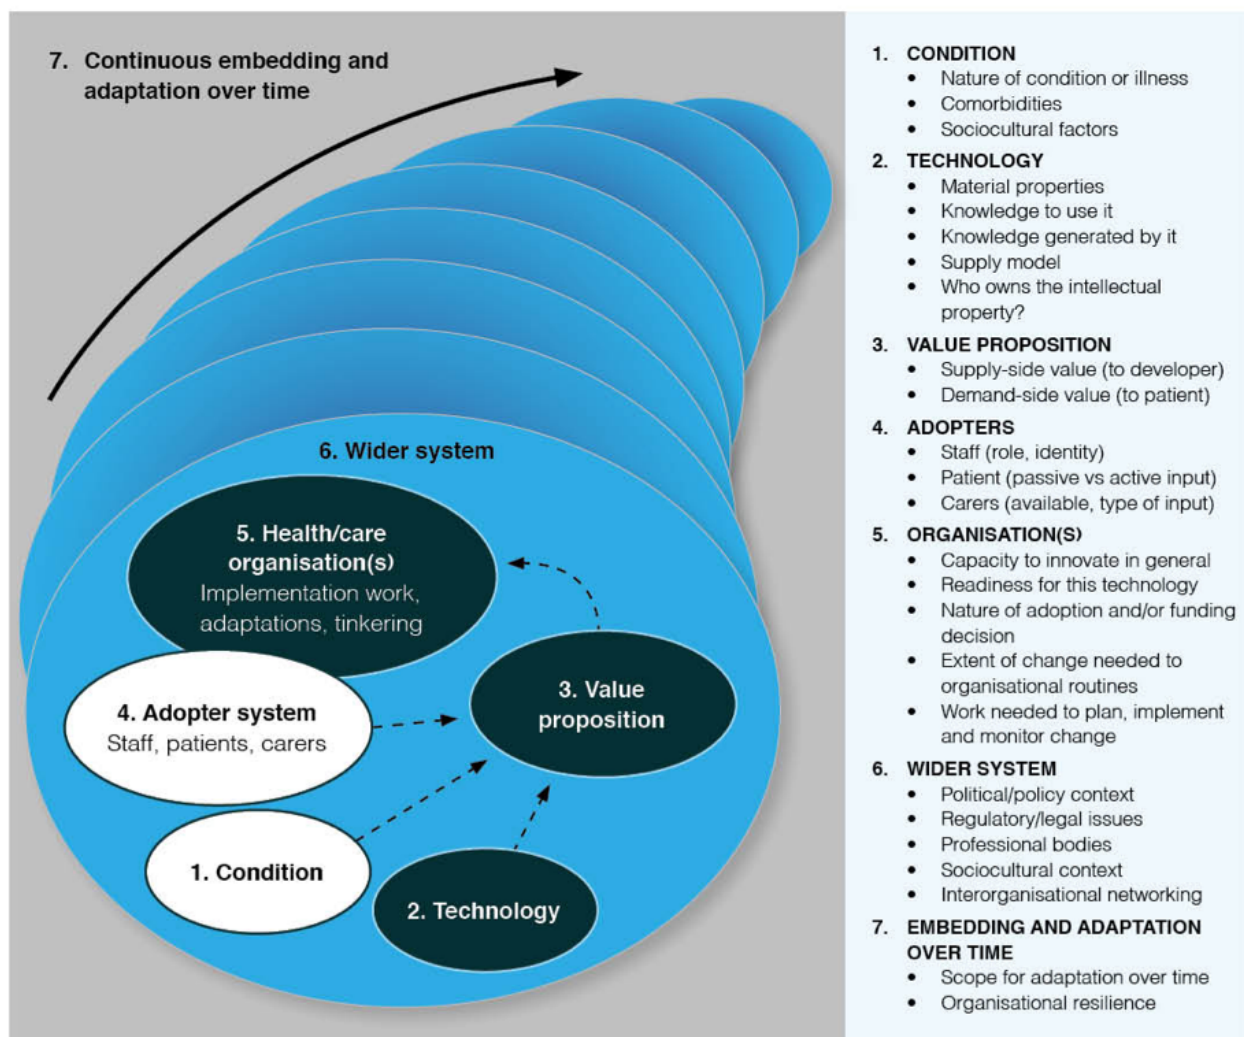 7. Continuous embedding and
adaptation over time
6. Wider system
5. Health/care
organisation(s)
Implementation work,
adaptations, tinkering
4. Adopter system
Staff, patients, carers
3. Value
proposition
1. Condition
2. Technology
1. CONDITION
• Nature of condition or illness
• Comorbidities
• Sociocultural factors
2. TECHNOLOGY
• Material properties
• Knowledge to use it
• Knowledge generated by it
• Supply model
• Who owns the intellectual
property?
3. VALUE PROPOSITION
• Supply-side value (to developer)
• Demand-side value (to patient)
4. ADOPTERS
• Staff (role, identity)
• Patient (passive vs active input)
• Carers (available, type of input)
5. ORGANISATION(S)
• Capacity to innovate in general
• Readiness for this technology
• Nature of adoption and/or funding
decision
• Extent of change needed to
organisational routines
• Work needed to plan, implement
and monitor change
6. WIDER SYSTEM
• Political/policy context
• Regulatory/legal issues
• Professional bodies
• Sociocultural context
• Interorganisational networking
7. EMBEDDING AND ADAPTATION
OVER TIME
• Scope for adaptation over time
• Organisational resilience